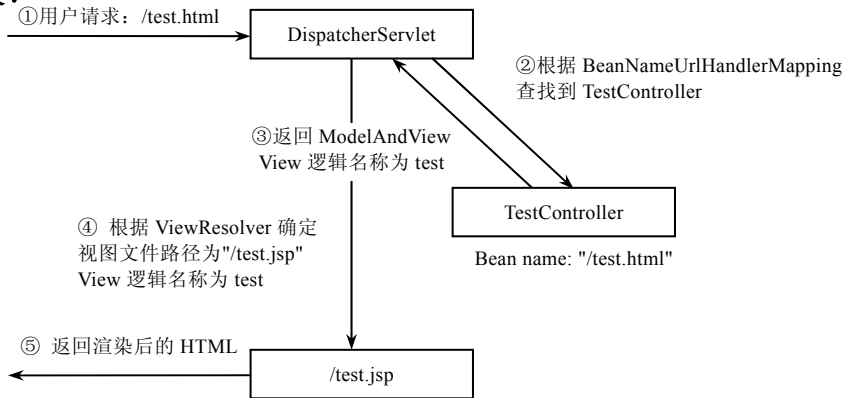 ①用户请求：/test.html
DispatcherServlet
②根据 BeanNameUrlHandlerMapping
查找到 TestController
③返回 ModelAndView
View 逻辑名称为 test
TestController
Bean name: "/test.html"
④ 根据 ViewResolver 确定
视图文件路径为"/test.jsp"
View 逻辑名称为 test
⑤ 返回渲染后的 HTML
/test.jsp